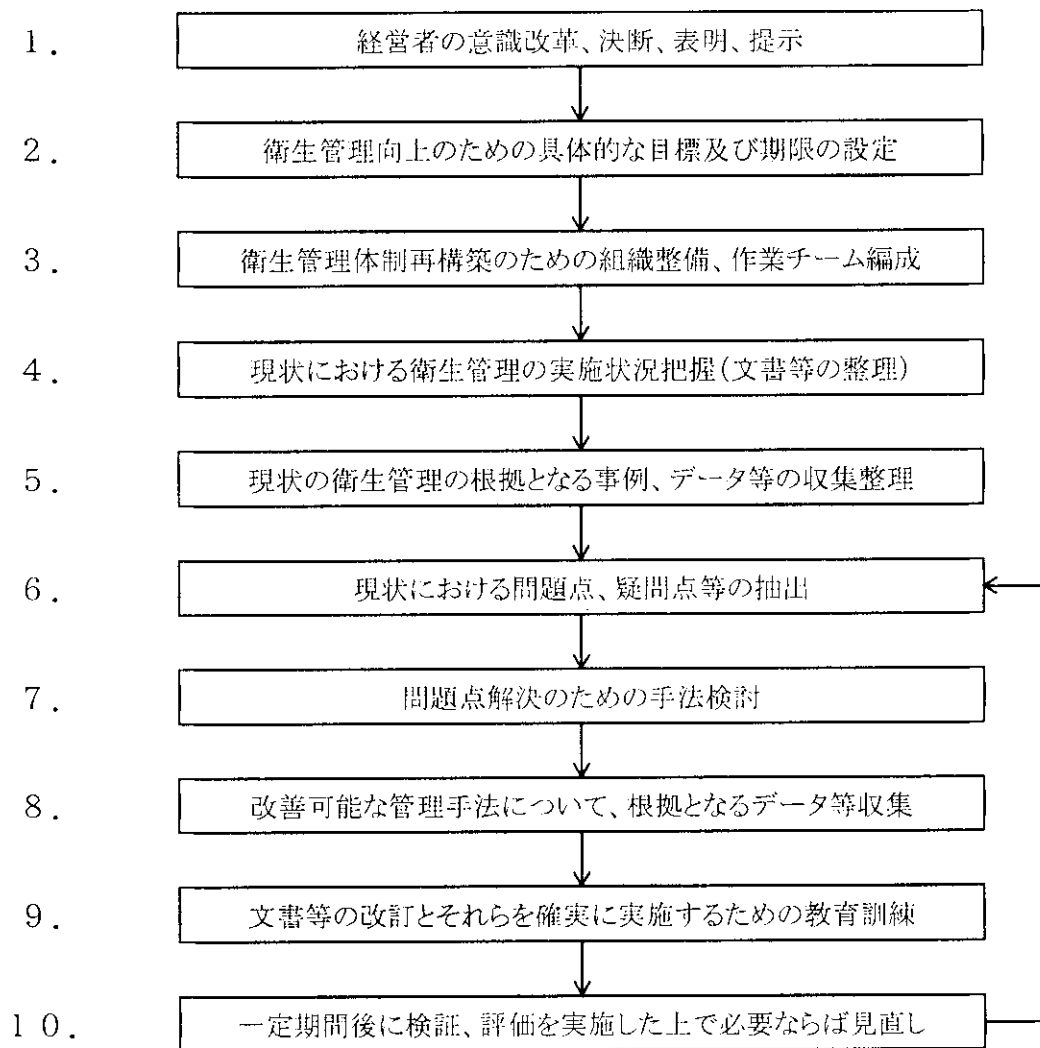 1. 経営者の意識改革、決断、表明、提示
2. 衛生管理向上のための具体的な目標及び期限の設定
3. 衛生管理体制再構築のための組織整備、作業チーム編成
4. 現状における衛生管理の実施状況把握(文書等の整理)
5. 現状の衛生管理の根拠となる事例、データ等の収集整理
6. 現状における問題点、疑問点等の抽出
7. 問題点解決のための手法検討
8. 改善可能な管理手法について、根拠となるデータ等収集
9. 文書等の改訂とそれらを確実に実施するための教育訓練
10. 一定期間後に検証、評価を実施した上で必要ならば見直し